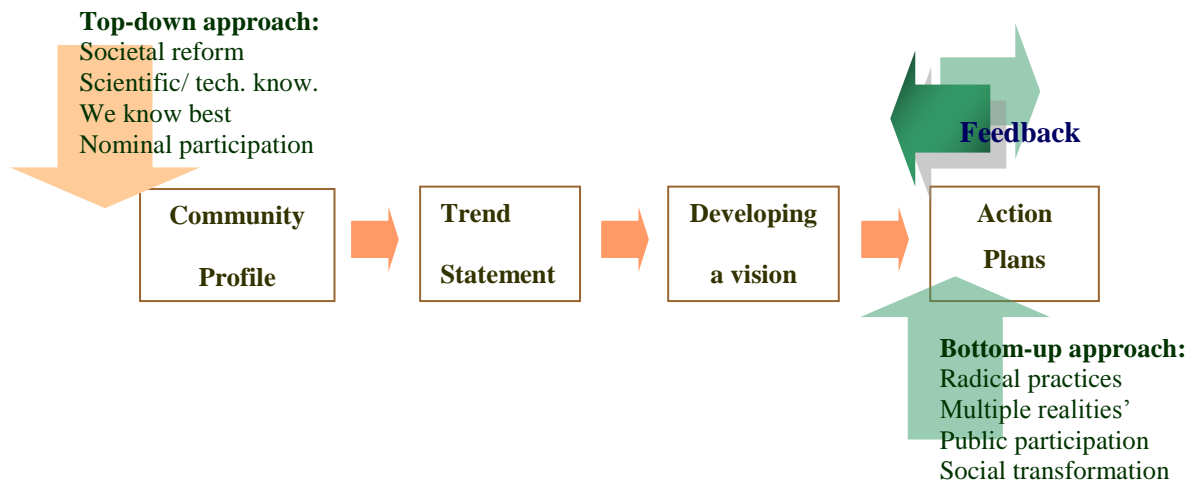 Top-down approach:
Societal reform
Scientific/ tech. know.
We know best
Nominal participation
Feedback
Community
Profile
Trend
Statement
Developing
a vision
Action
Plans
Bottom-up approach:
Radical practices
Multiple realities’
Public participation
Social transformation